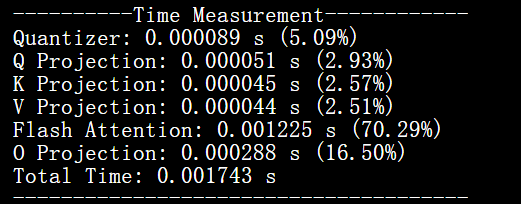 ----------Time Measurement------------
Quantizer: 0.000089 s (5.09%)
Q Projection: 0.000051 s (2.93%)
K Projection: 0.000045 s (2.57%)
V Projection: 0.000044 s (2.51%)
Flash Attention: 0.001225 s (70.29%)
O Projection: 0.000288 s (16.50%)
Total Time: 0.001743 s
--------------------------------------